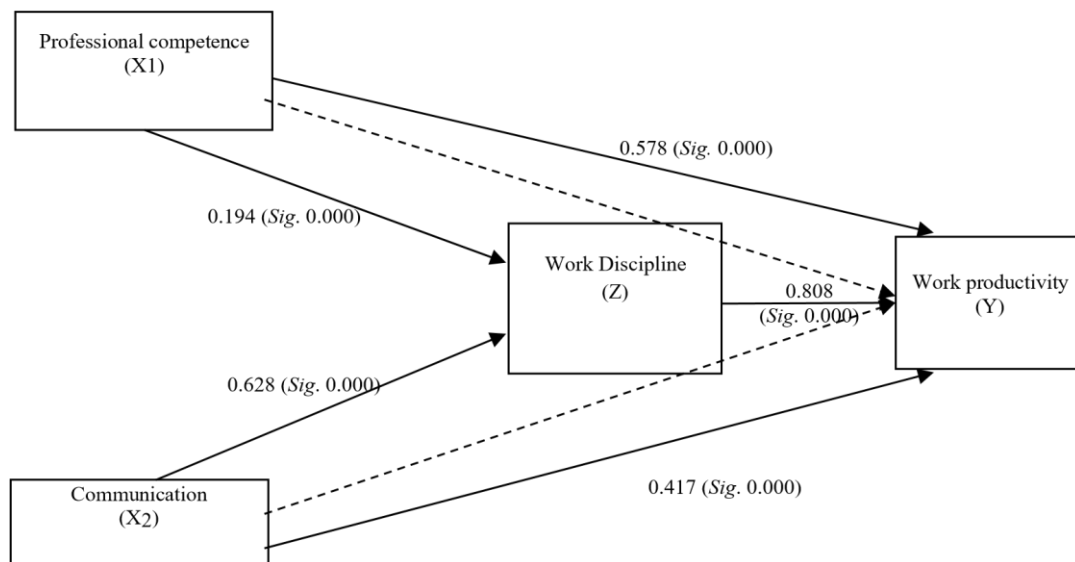 Professional competence
(X1)
0.578 (Sig. 0.000)
0.194 (Sig. 0.000)
Work Discipline
(Z)
0.808
(Sig. 0.000)
Work productivity
(Y)
0.628 (Sig. 0.000)
Communication
(X2)
0.417 (Sig. 0.000)